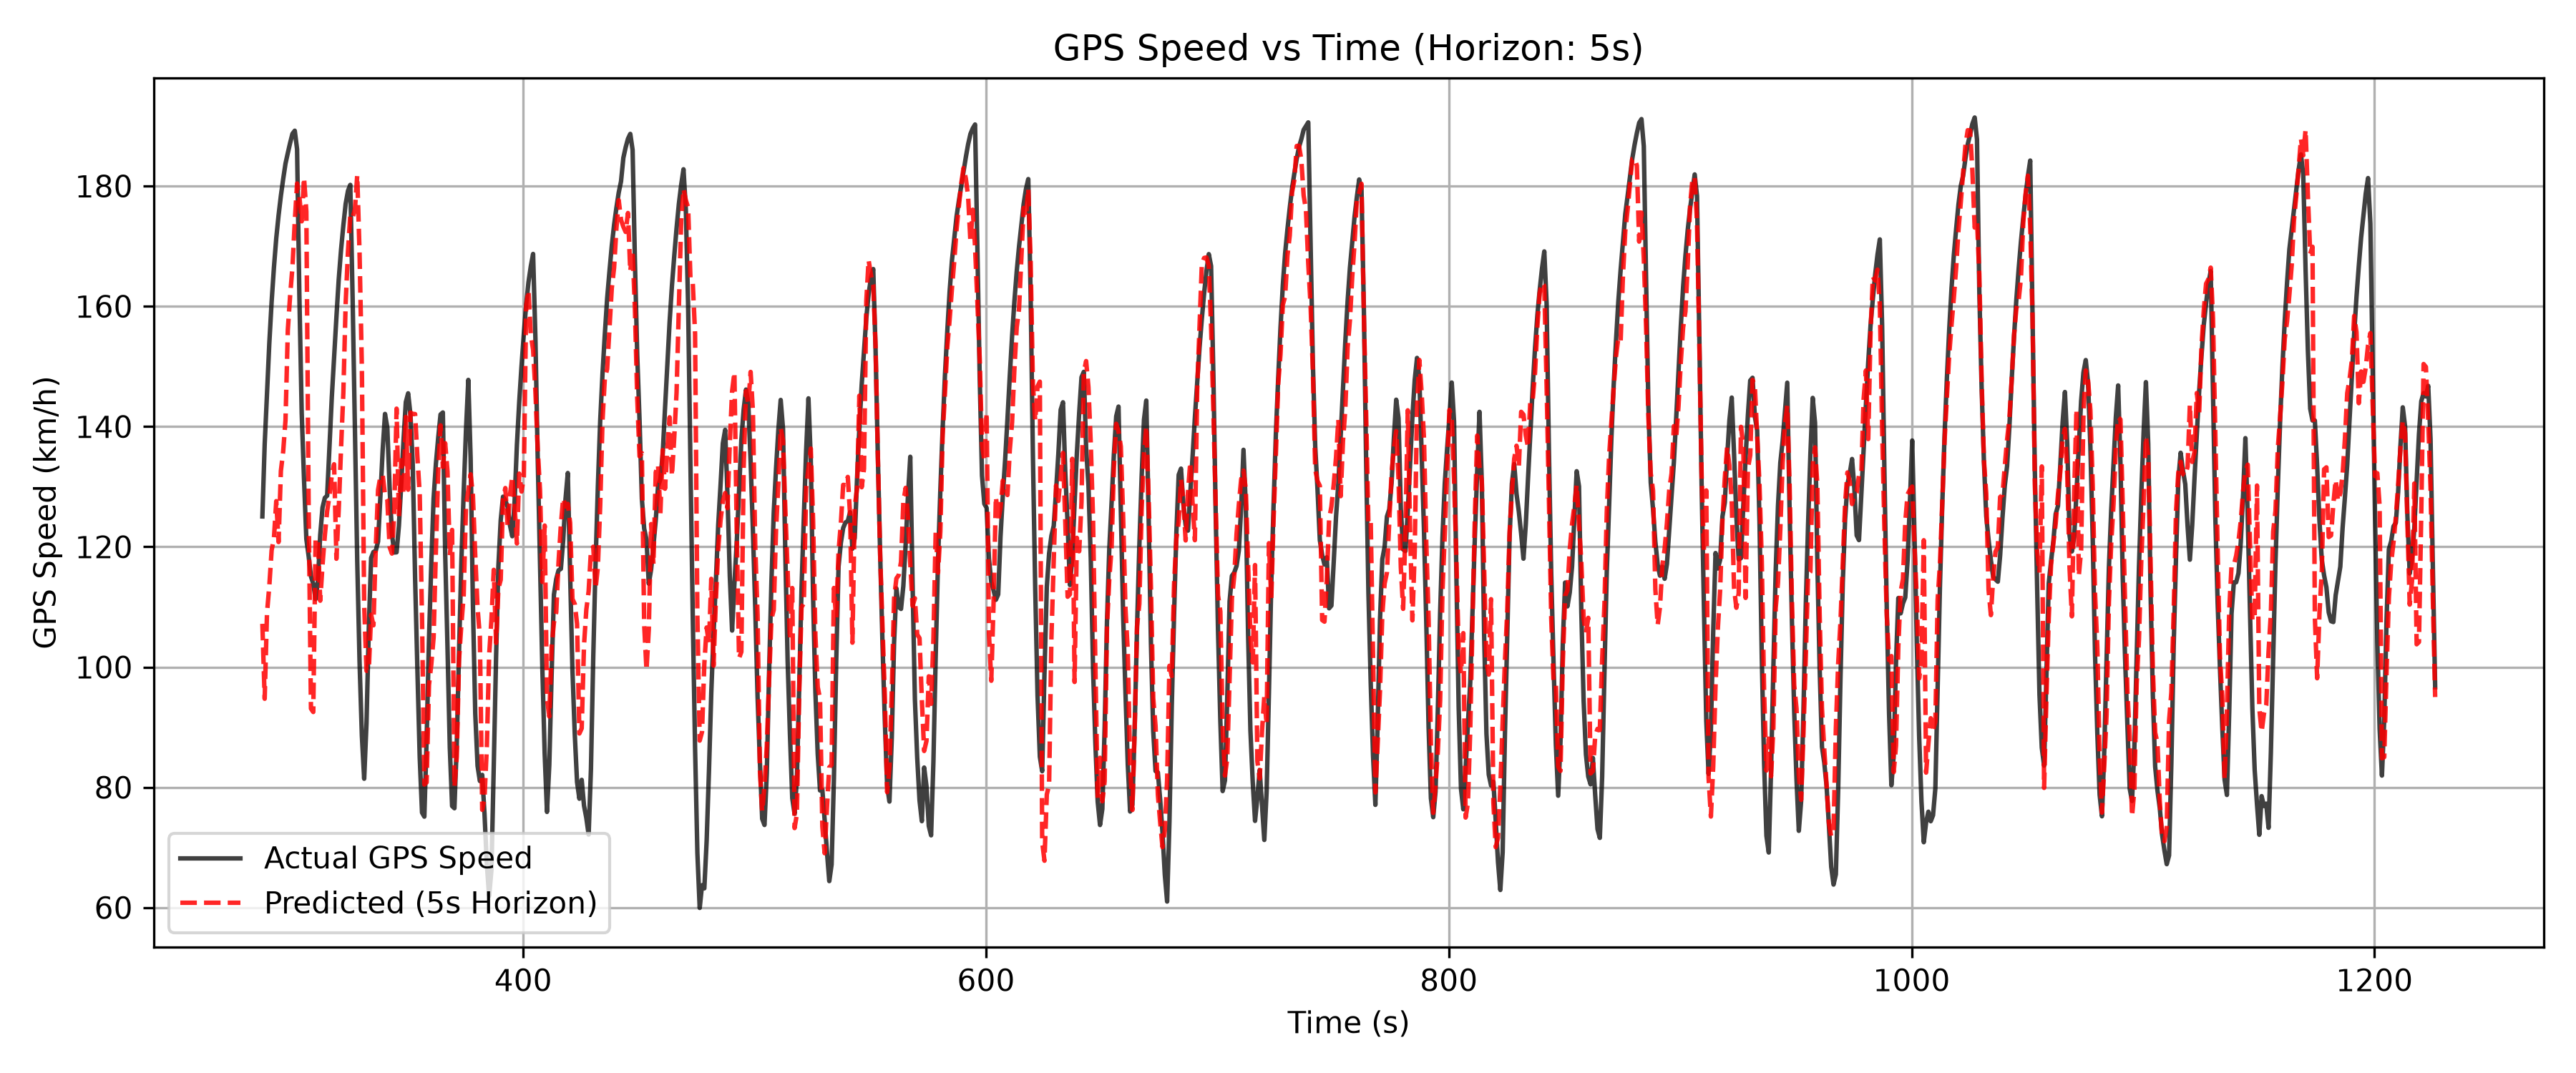 GPS Speed vs Time (Horizon: 5s)
GPS Speed (km/h)
180
160
140
120
100
80
60
Actual GPS Speed
Predicted (5s Horizon)
400 600 800 1000 1200
Time (s)